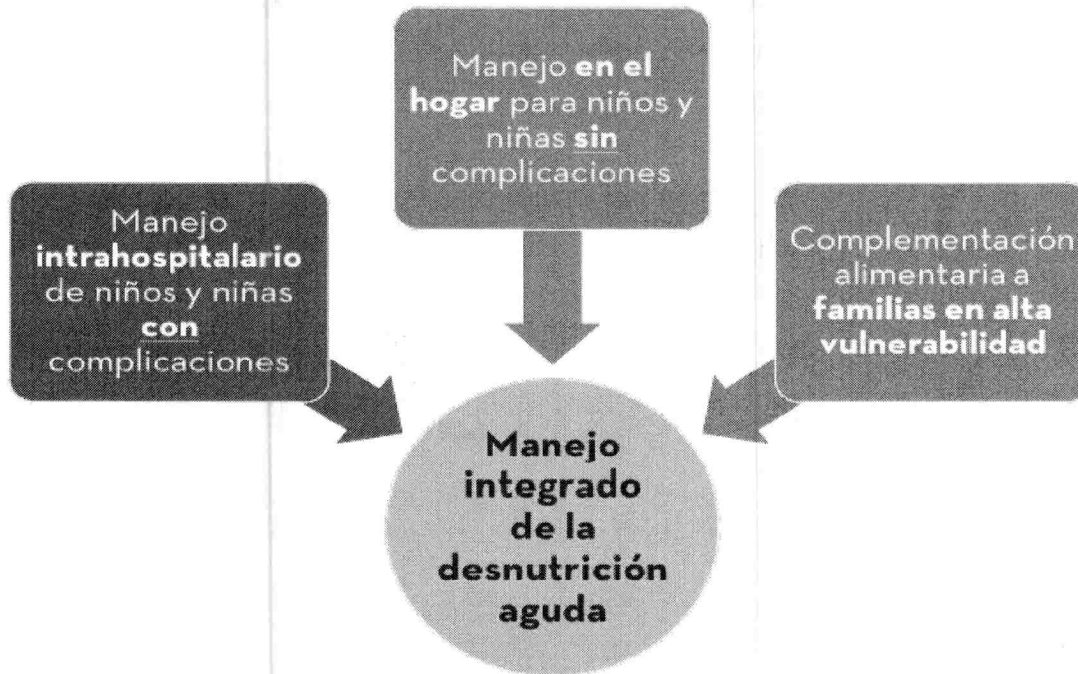 Manejo en el
hogar para niños y
niñas sin
complicaciones
Manejo
intrahospitalario
de niños y niñas
con
complicaciones
Complementación
alimentaria a
familias en alta
vulnerabilidad
Manejo
integrado
de la
desnutrición
aguda